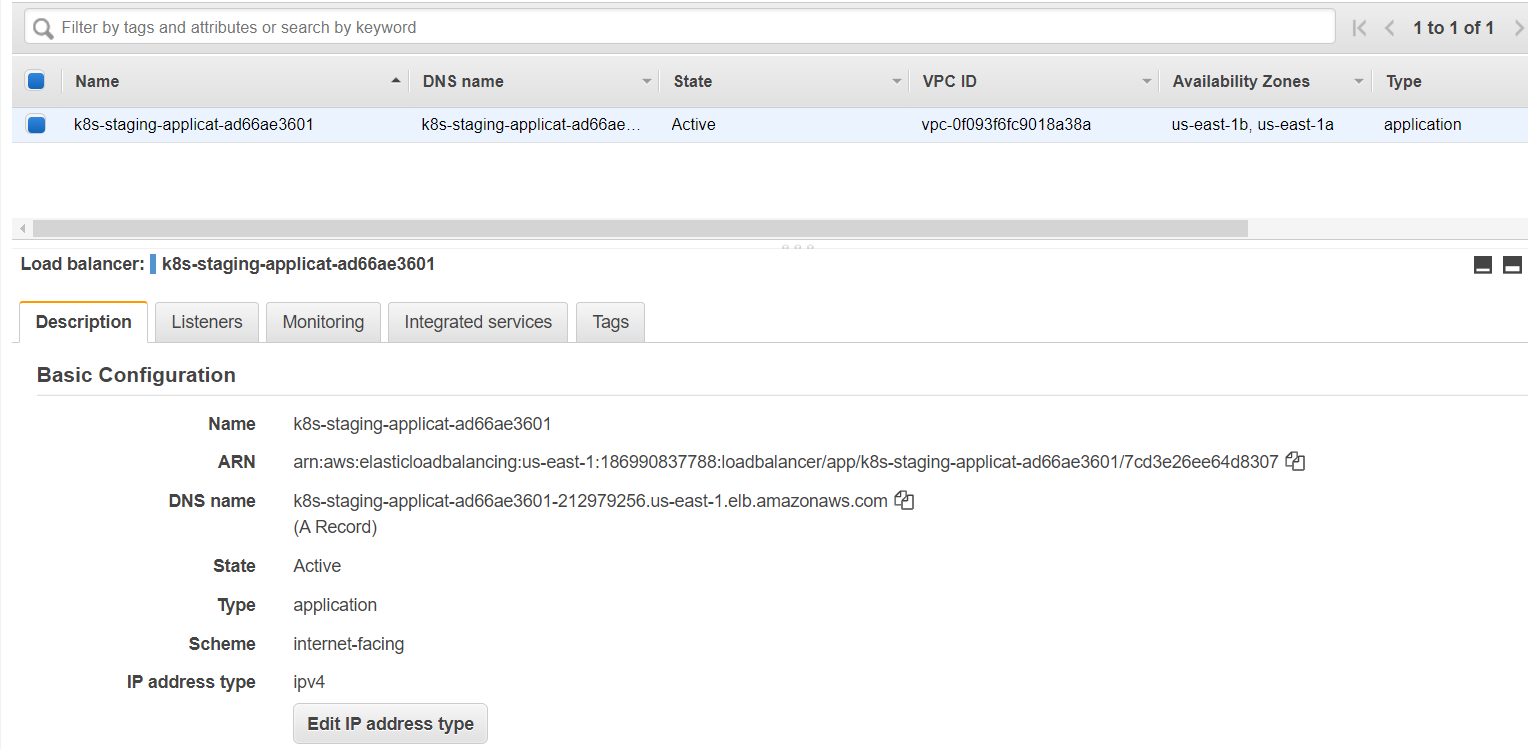 Filter by tags and attributes or search by keyword
1 to 1 of 1
Name DNS name State VPC ID Availability Zones Type
k8s-staging-applicat-ad66ae3601 k8s-staging-applicat-ad66ae… Active vpc-0f093f6fc9018a38a us-east-1b, us-east-1a application
Load balancer: k8s-staging-applicat-ad66ae3601
Description Listeners Monitoring Integrated services Tags
Basic Configuration
Name k8s-staging-applicat-ad66ae3601
ARN arn:aws:elasticloadbalancing:us-east-1:186990837788:loadbalancer/app/k8s-staging-applicat-ad66ae3601/7cd3e26ee64d8307
DNS name k8s-staging-applicat-ad66ae3601-212979256.us-east-1.elb.amazonaws.com
(A Record)
State Active
Type application
Scheme internet-facing
IP address type ipv4
Edit IP address type